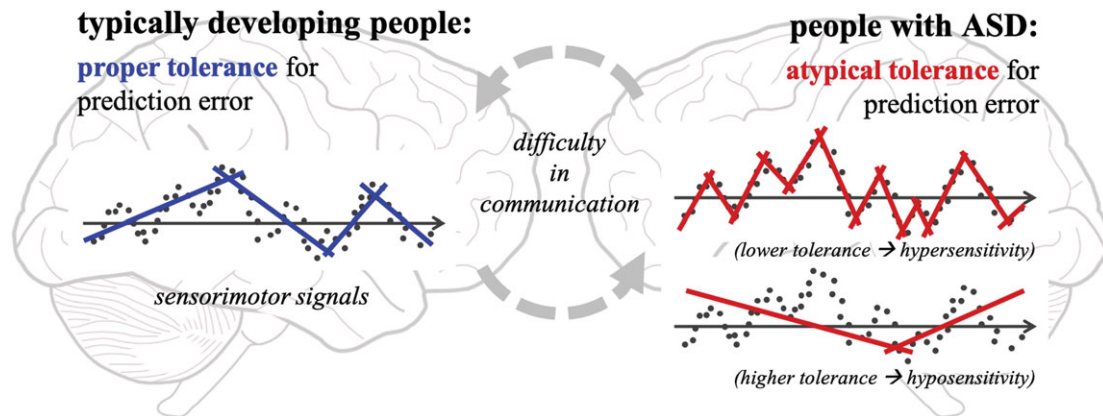 typically developing people:
proper tolerance for
prediction error
sensorimotor signals
difficulty
in
communication
people with ASD:
atypical tolerance for
prediction error
(lower tolerance → hypersensitivity)
(higher tolerance → hyposensitivity)